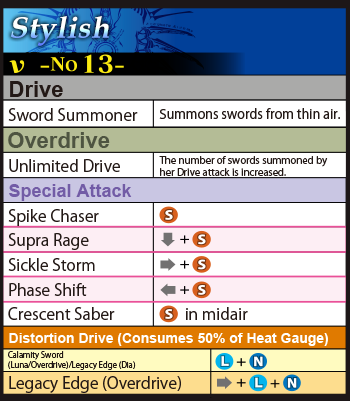 Stylish
ν -No 13-
Drive
Sword Summoner Summons swords from thin air.
Overdrive
Unlimited Drive The number of swords summoned by
her Drive attack is increased.
Special Attack
Spike Chaser S
Supra Rage + S
Sickle Storm + S
Phase Shift + S
Crescent Saber S in midair
Distortion Drive (Consumes 50% of Heat Gauge)
Calamity Sword
(Luna/Overdrive)/Legacy Edge (Dia) L + N
Legacy Edge (Overdrive) + L + N